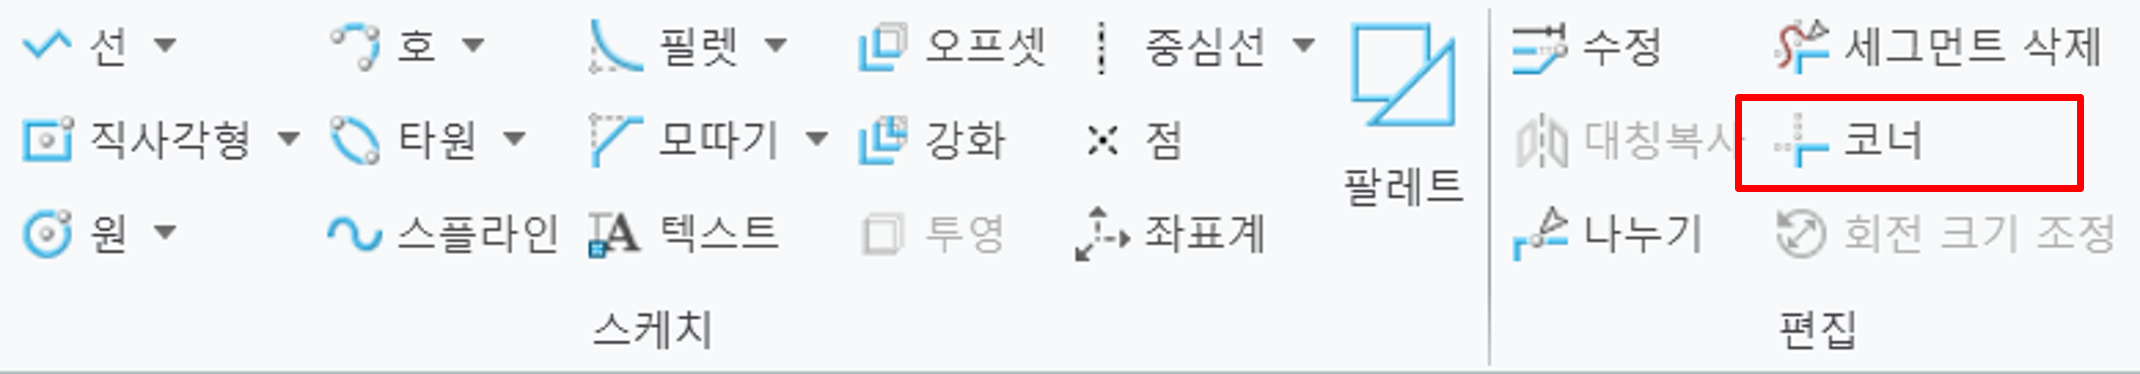 선 호 필렛 오프셋 중심선 수정 세그먼트 삭제
직사각형 타원 모따기 강화 점 대칭복사 코너
팔레트
원 스플라인 텍스트 투영 좌표계 나누기 회전 크기 조정
스케치 편집